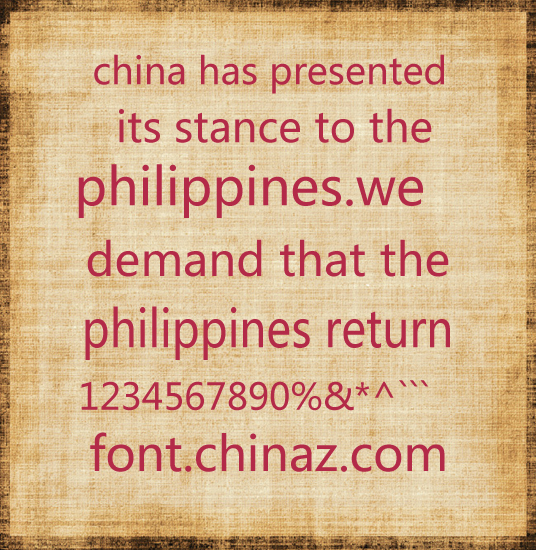 china has presented
its stance to the
philippines.we
demand that the
philippines return
1234567890%&*^```
font.chinaz.com